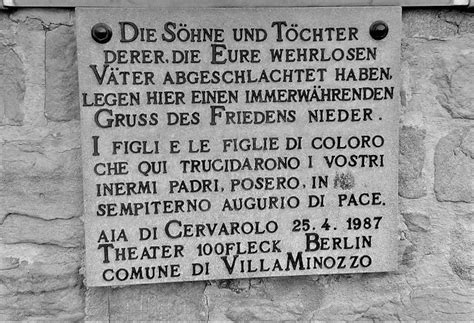 DIE SÖHNE UND TÖCHTER
DERER, DIE EURE WEHRLOSEN
VÄTER ABGESCHLACHTET HABEN,
LEGEN HIER EINEN IMMERWÄHRENDEN
GRUSS DES FRIEDENS NIEDER.
I FIGLI E LE FIGLIE DI COLORO
CHE QUI TRUCIDARONO I VOSTRI
INERMI PADRI, POSERO, IN
SEMPITERNO AUGURIO DI PACE.
AIA DI CERVAROLO 25.4.1987
THEATER 100FLECK BERLIN
COMUNE DI VILLAMINOZZO